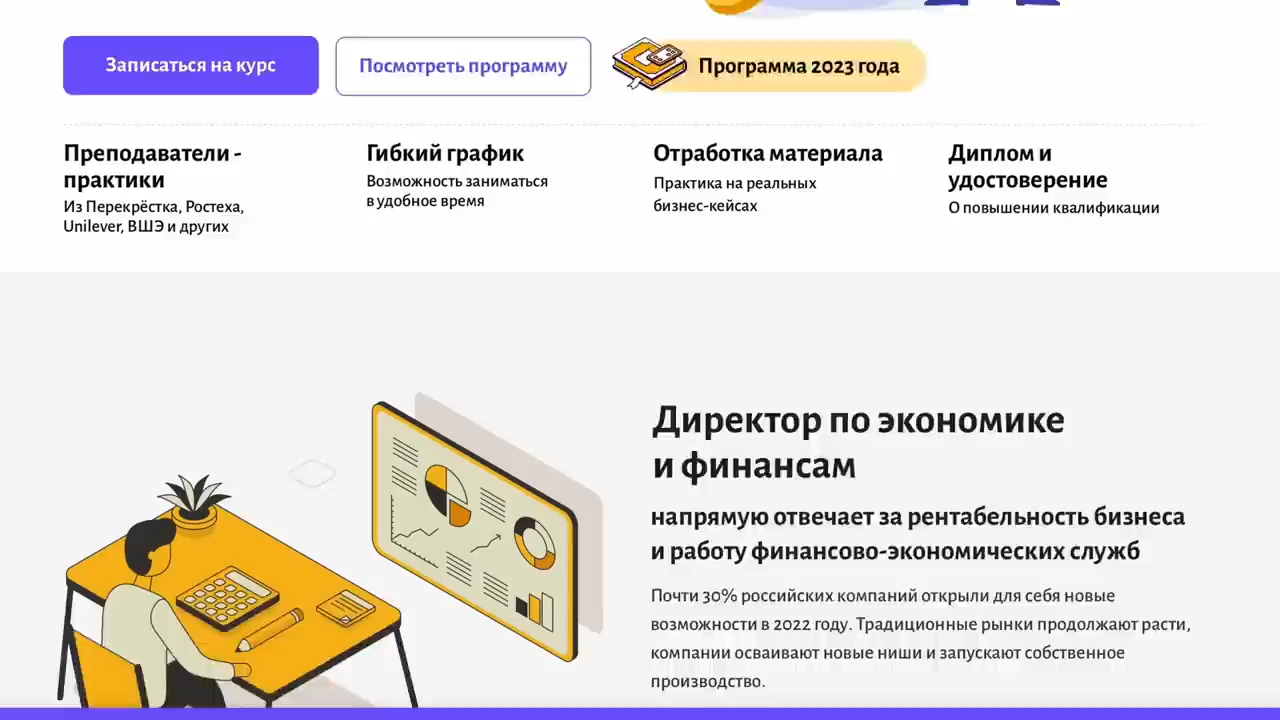 Записаться на курс
Посмотреть программу
Программа 2023 года
Преподаватели -
практики
Из Перекрёстка, Ростеха,
Unilever, ВШЭ и других
Гибкий график
Возможность заниматься
в удобное время
Отработка материала
Практика на реальных
бизнес-кейсах
Диплом и
удостоверение
О повышении квалификации
Директор по экономике
и финансам
напрямую отвечает за рентабельность бизнеса
и работу финансово-экономических служб
Почти 30% российских компаний открыли для себя новые
возможности в 2022 году. Традиционные рынки продолжают расти,
компании осваивают новые ниши и запускают собственное
производство.